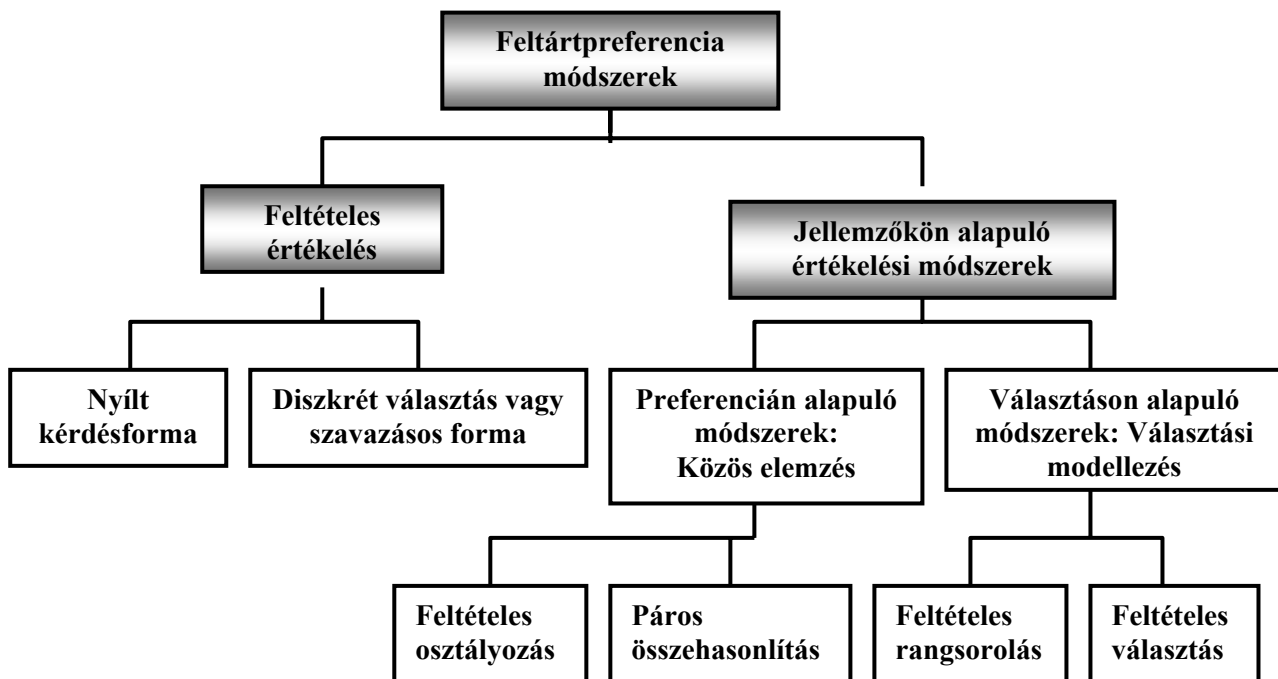 Feltártpreferencia
módszerek
Feltételes
értékelés
Jellemzőkön alapuló
értékelési módszerek
Nyílt
kérdésforma
Diszkrét választás vagy
szavazásos forma
Preferencián alapuló
módszerek:
Közös elemzés
Választáson alapuló
módszerek: Választási
modellezés
Feltételes
osztályozás
Páros
összehasonlítás
Feltételes
rangsorolás
Feltételes
választás